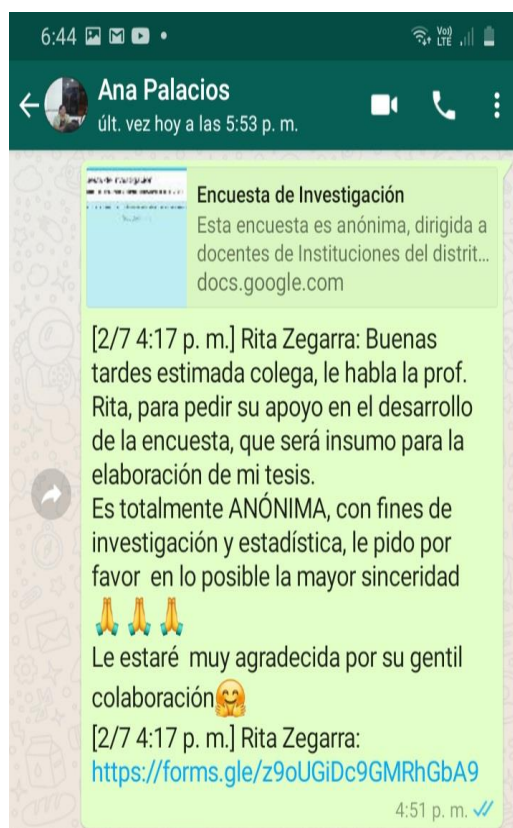 6:44
Vo)) LTE
Ana Palacios
últ. vez hoy a las 5:53 p. m.
Encuesta de Investigación
Esta encuesta es anónima, dirigida a
docentes de Instituciones del distrit...
docs.google.com
[2/7 4:17 p. m.] Rita Zegarra: Buenas
tardes estimada colega, le habla la prof.
Rita, para pedir su apoyo en el desarrollo
de la encuesta, que será insumo para la
elaboración de mi tesis.
Es totalmente ANÓNIMA, con fines de
investigación y estadística, le pido por
favor en lo posible la mayor sinceridad
🙏 🙏 🙏
Le estaré muy agradecida por su gentil
colaboración🤗
[2/7 4:17 p. m.] Rita Zegarra:
https://forms.gle/z9oUGiDc9GMRhGbA9
4:51 p. m.